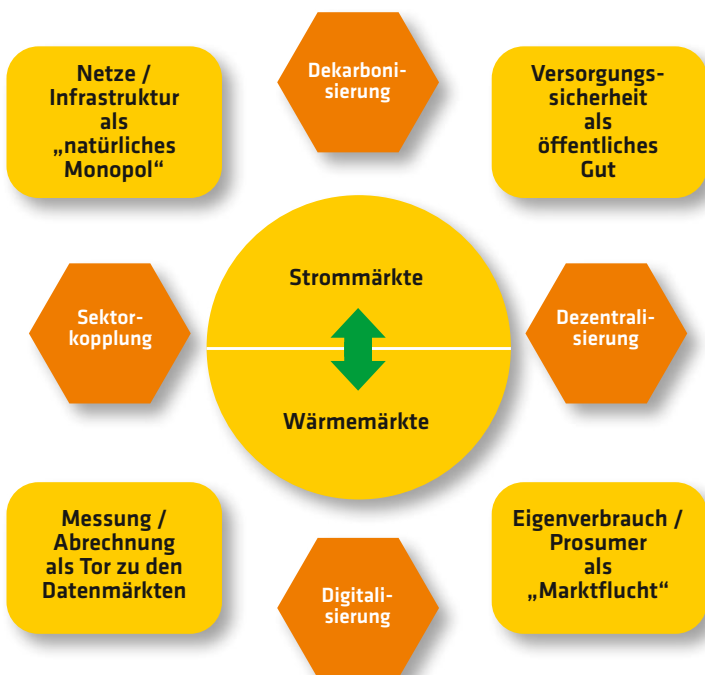 Dekarboni-
sierung
Netze /
Infrastruktur
als
„natürliches
Monopol“
Versorgungs-
sicherheit
als
öffentliches
Gut
Strommärkte
Sektor-
kopplung
Dezentrali-
sierung
Wärmemärkte
Messung /
Abrechnung
als Tor zu den
Datenmärkten
Eigenverbrauch /
Prosumer
als
„Marktflucht“
Digitali-
sierung